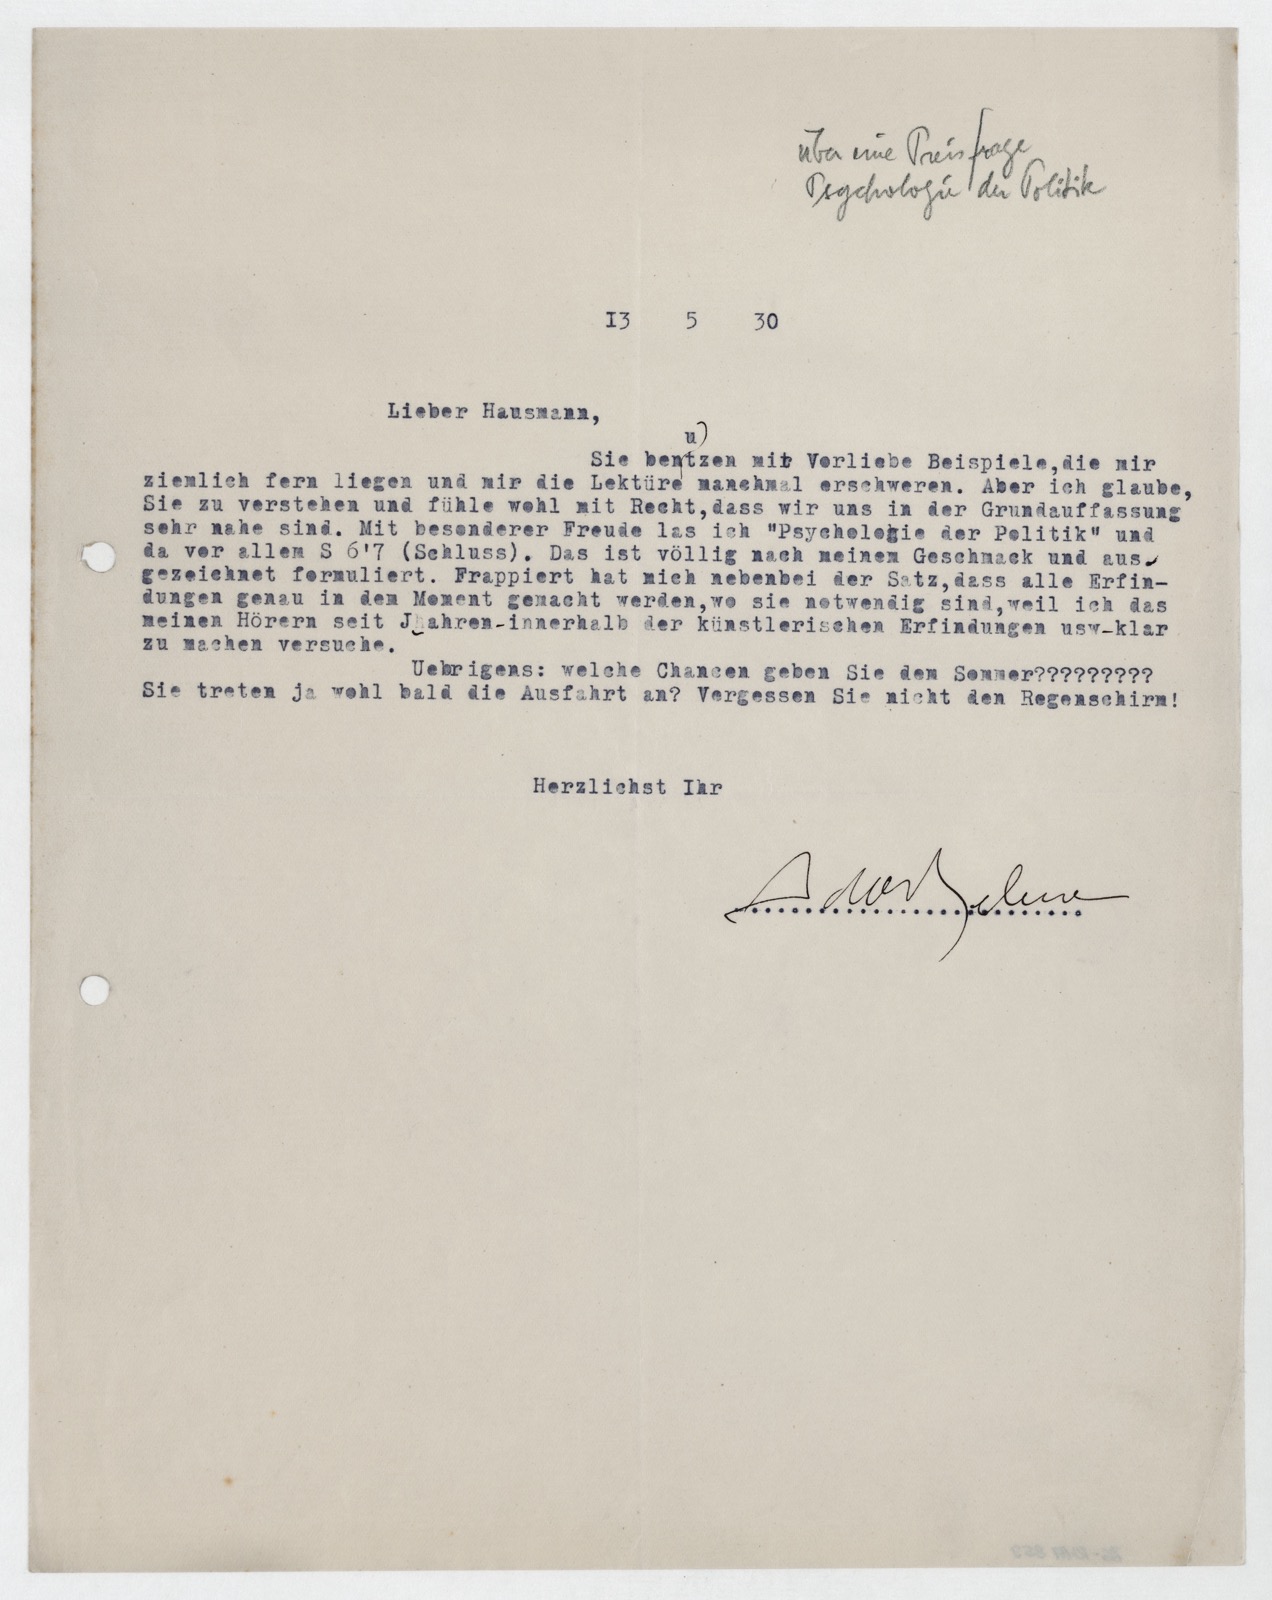 über eine Preisfrage
Psychologie der Politik
I3 5 30
Lieber Hausmann,
u)
Sie bentzen mit Vorliebe Beispiele,die mir
ziemlich fern liegen und mir die Lektüre manchmal erschweren. Aber ich glaube,
Sie zu verstehen und fühle wohl mit Recht,dass wir uns in der Grundauffassung
sehr nahe sind. Mit besonderer Freude las ich "Psychologie der Politik" und
da vor allem S 6'7 (Schluss). Das ist völlig nach meinem Geschmack und aus-
gezeichnet formuliert. Frappiert hat mich nebenbei der Satz,dass alle Erfin-
dungen genau in dem Moment gemacht werden,wo sie notwendig sind,weil ich das
meinen Hörern seit Jhahren-innerhalb der künstlerischen Erfindungen usw-klar
zu machen versuche.
Uebrigens: welche Chancen geben Sie dem Sommer?????????
Sie treten ja wohl bald die Ausfahrt an? Vergessen Sie nicht den Regenschirm!
Herzlichst Ihr
Adolf Behne